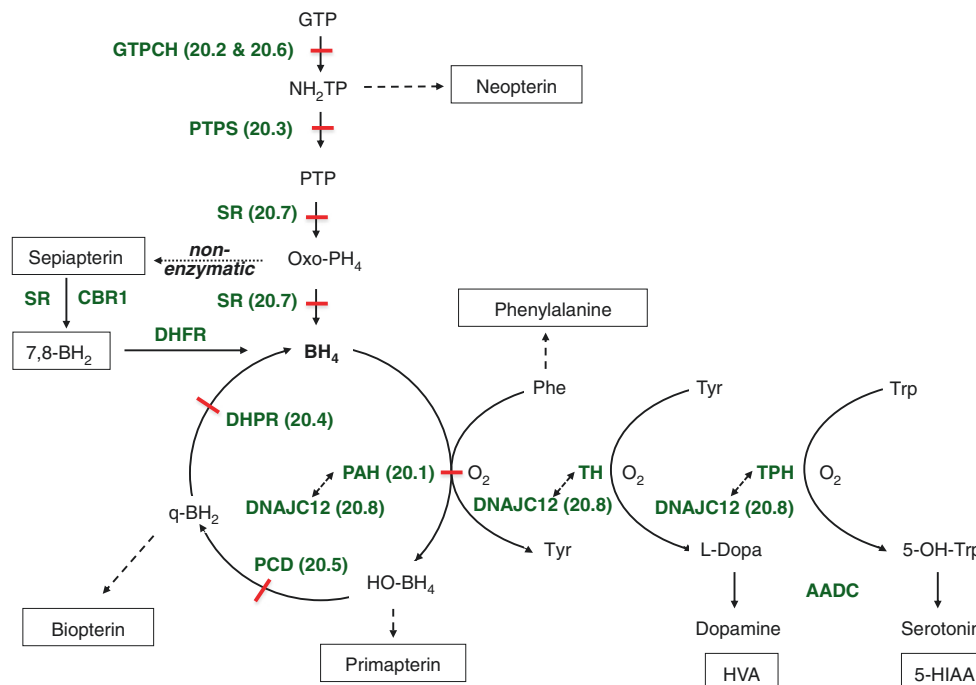 GTP
GTPCH (20.2 & 20.6)
NH2TP
Neopterin
PTPS (20.3)
PTP
SR (20.7)
non-
enzymatic
Sepiapterin
Oxo-PH4
SR
CBR1
SR (20.7)
Phenylalanine
DHFR
7,8-BH2
BH4
Phe
Tyr
Trp
DHPR (20.4)
PAH (20.1)
O2
TH
O2
TPH
O2
DNAJC12 (20.8)
DNAJC12 (20.8)
DNAJC12 (20.8)
q-BH2
PCD (20.5)
Tyr
L-Dopa
5-OH-Trp
HO-BH4
AADC
Biopterin
Dopamine
Serotonin
Primapterin
HVA
5-HIAA